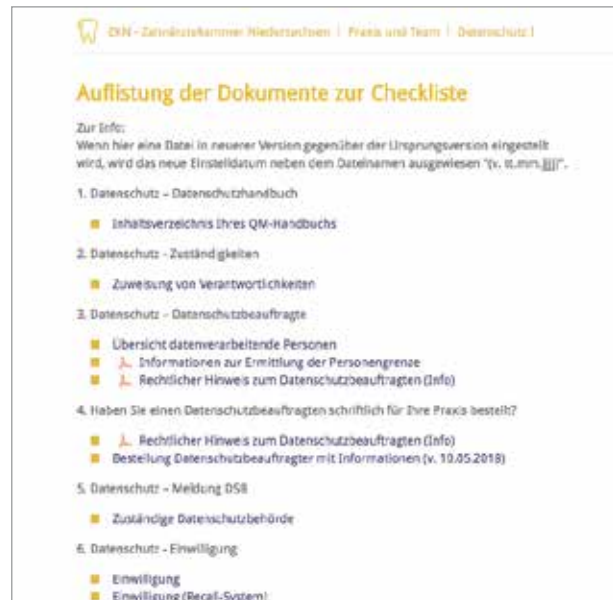 ZKN - Zahnärztekammer Niedersachsen | Praxis und Team | Datenschutz |
Auflistung der Dokumente zur Checkliste
Zur Info:
Wenn hier eine Datei in neuerer Version gegenüber der Ursprungsversion eingestellt
wird, wird das neue Einstelldatum neben dem Dateinamen ausgewiesen "(v. tt.mm.jjjj)".
1. Datenschutz – Datenschutzhandbuch
Inhaltsverzeichnis Ihres QM-Handbuchs
2. Datenschutz - Zuständigkeiten
Zuweisung von Verantwortlichkeiten
3. Datenschutz – Datenschutzbeauftragte
Übersicht datenverarbeitende Personen
Informationen zur Ermittlung der Personengrenze
Rechtlicher Hinweis zum Datenschutzbeauftragten (Info)
4. Haben Sie einen Datenschutzbeauftragten schriftlich für Ihre Praxis bestellt?
Rechtlicher Hinweis zum Datenschutzbeauftragten (Info)
Bestellung Datenschutzbeauftragter mit Informationen (v. 10.05.2018)
5. Datenschutz – Meldung DSB
Zuständige Datenschutzbehörde
6. Datenschutz - Einwilligung
Einwilligung
Einwilligung (Recall-System)